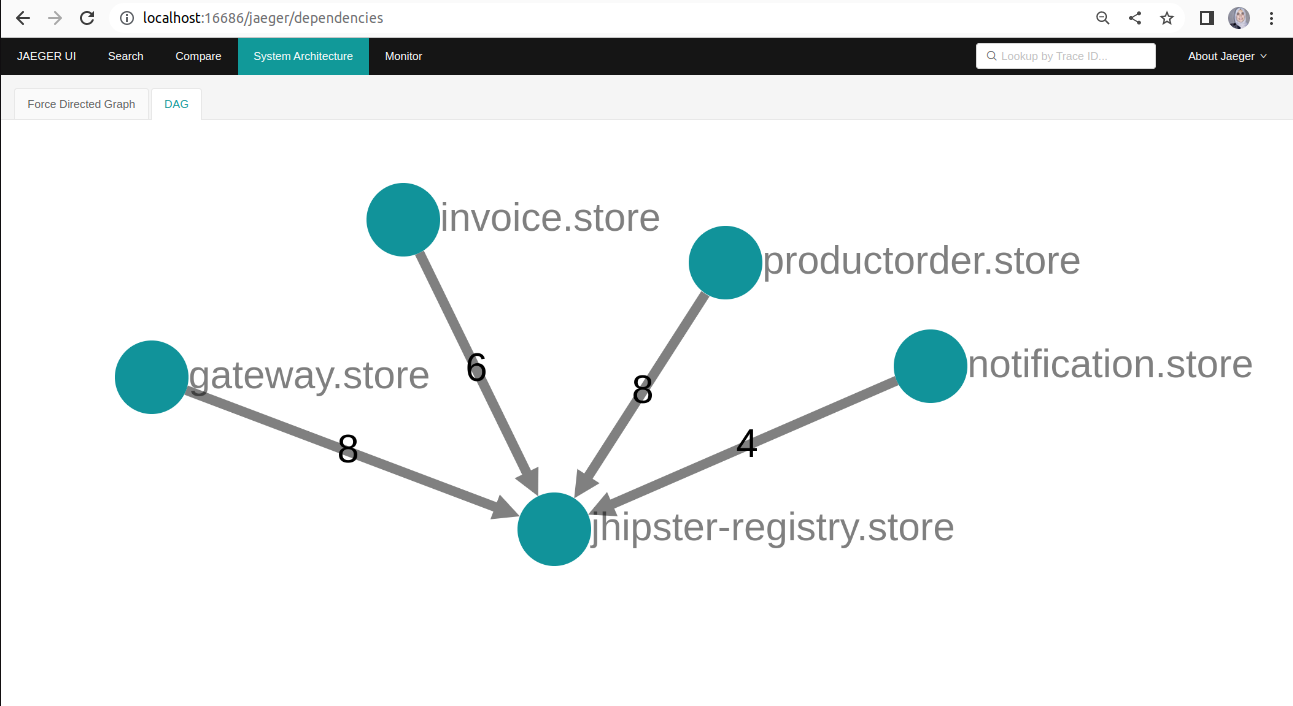 localhost:16686/jaeger/dependencies
JAEGER UI Search Compare System Architecture Monitor Lookup by Trace ID... About Jaeger
Force Directed Graph DAG
invoice.store
productorder.store
notification.store
gateway.store
6
8
8
4
jhipster-registry.store